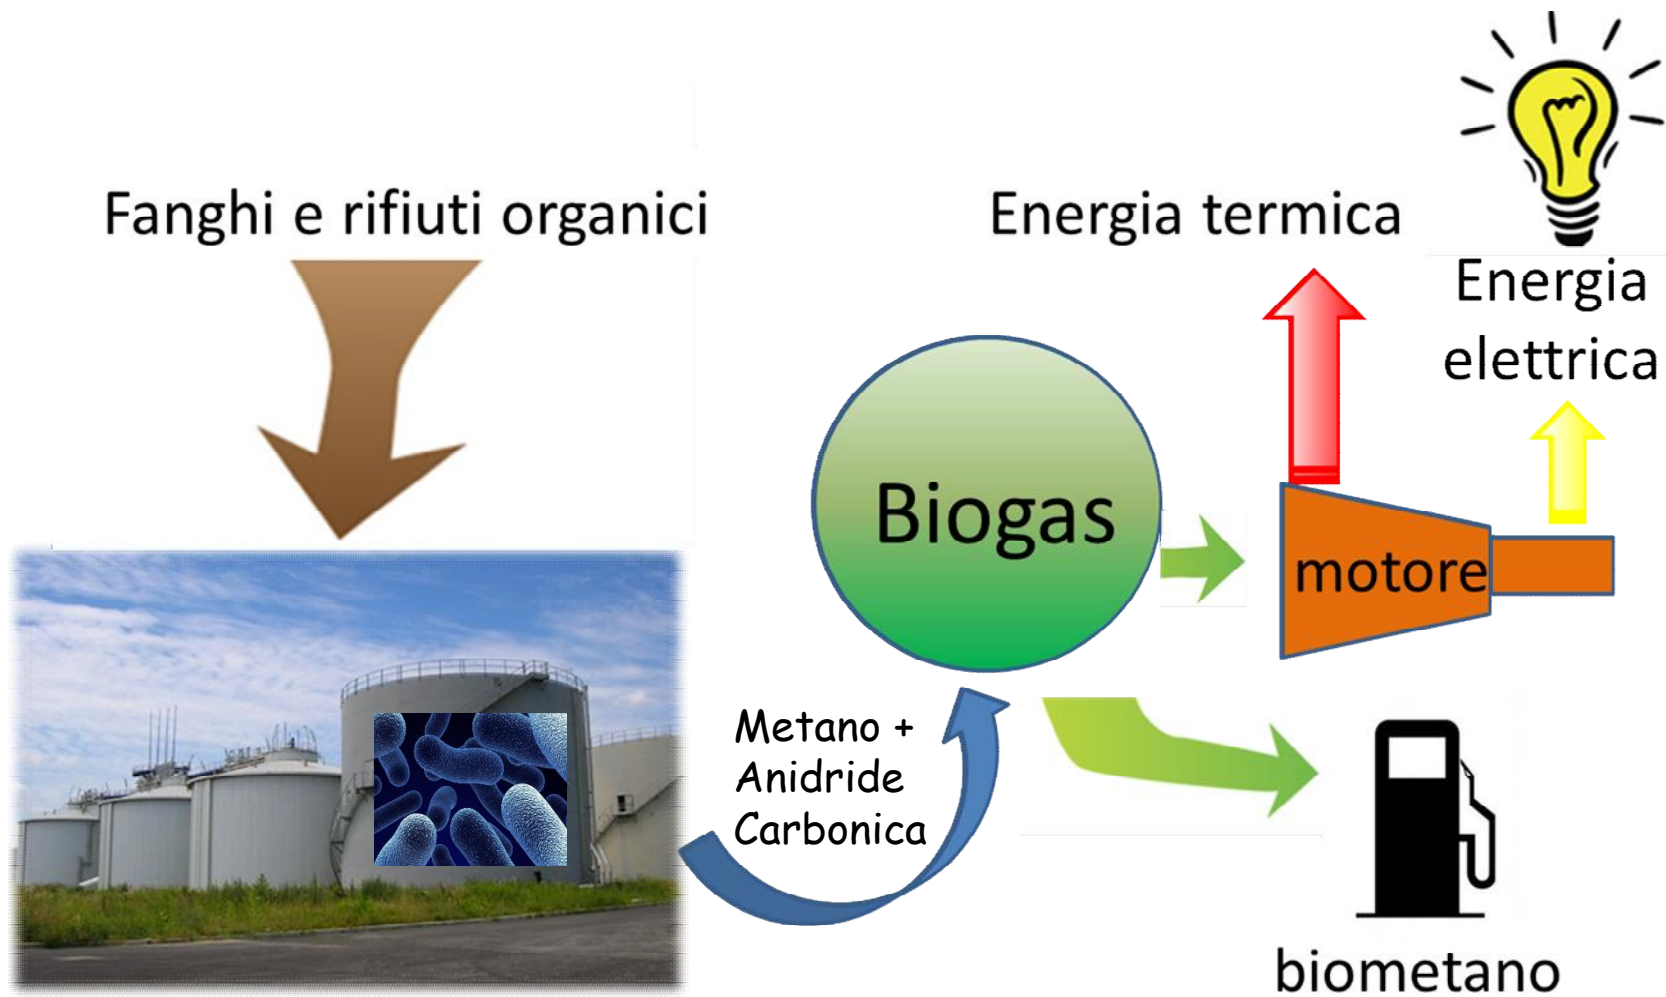 Fanghi e rifiuti organici
Energia termica
Energia
elettrica
Biogas
motore
Metano +
Anidride
Carbonica
biometano